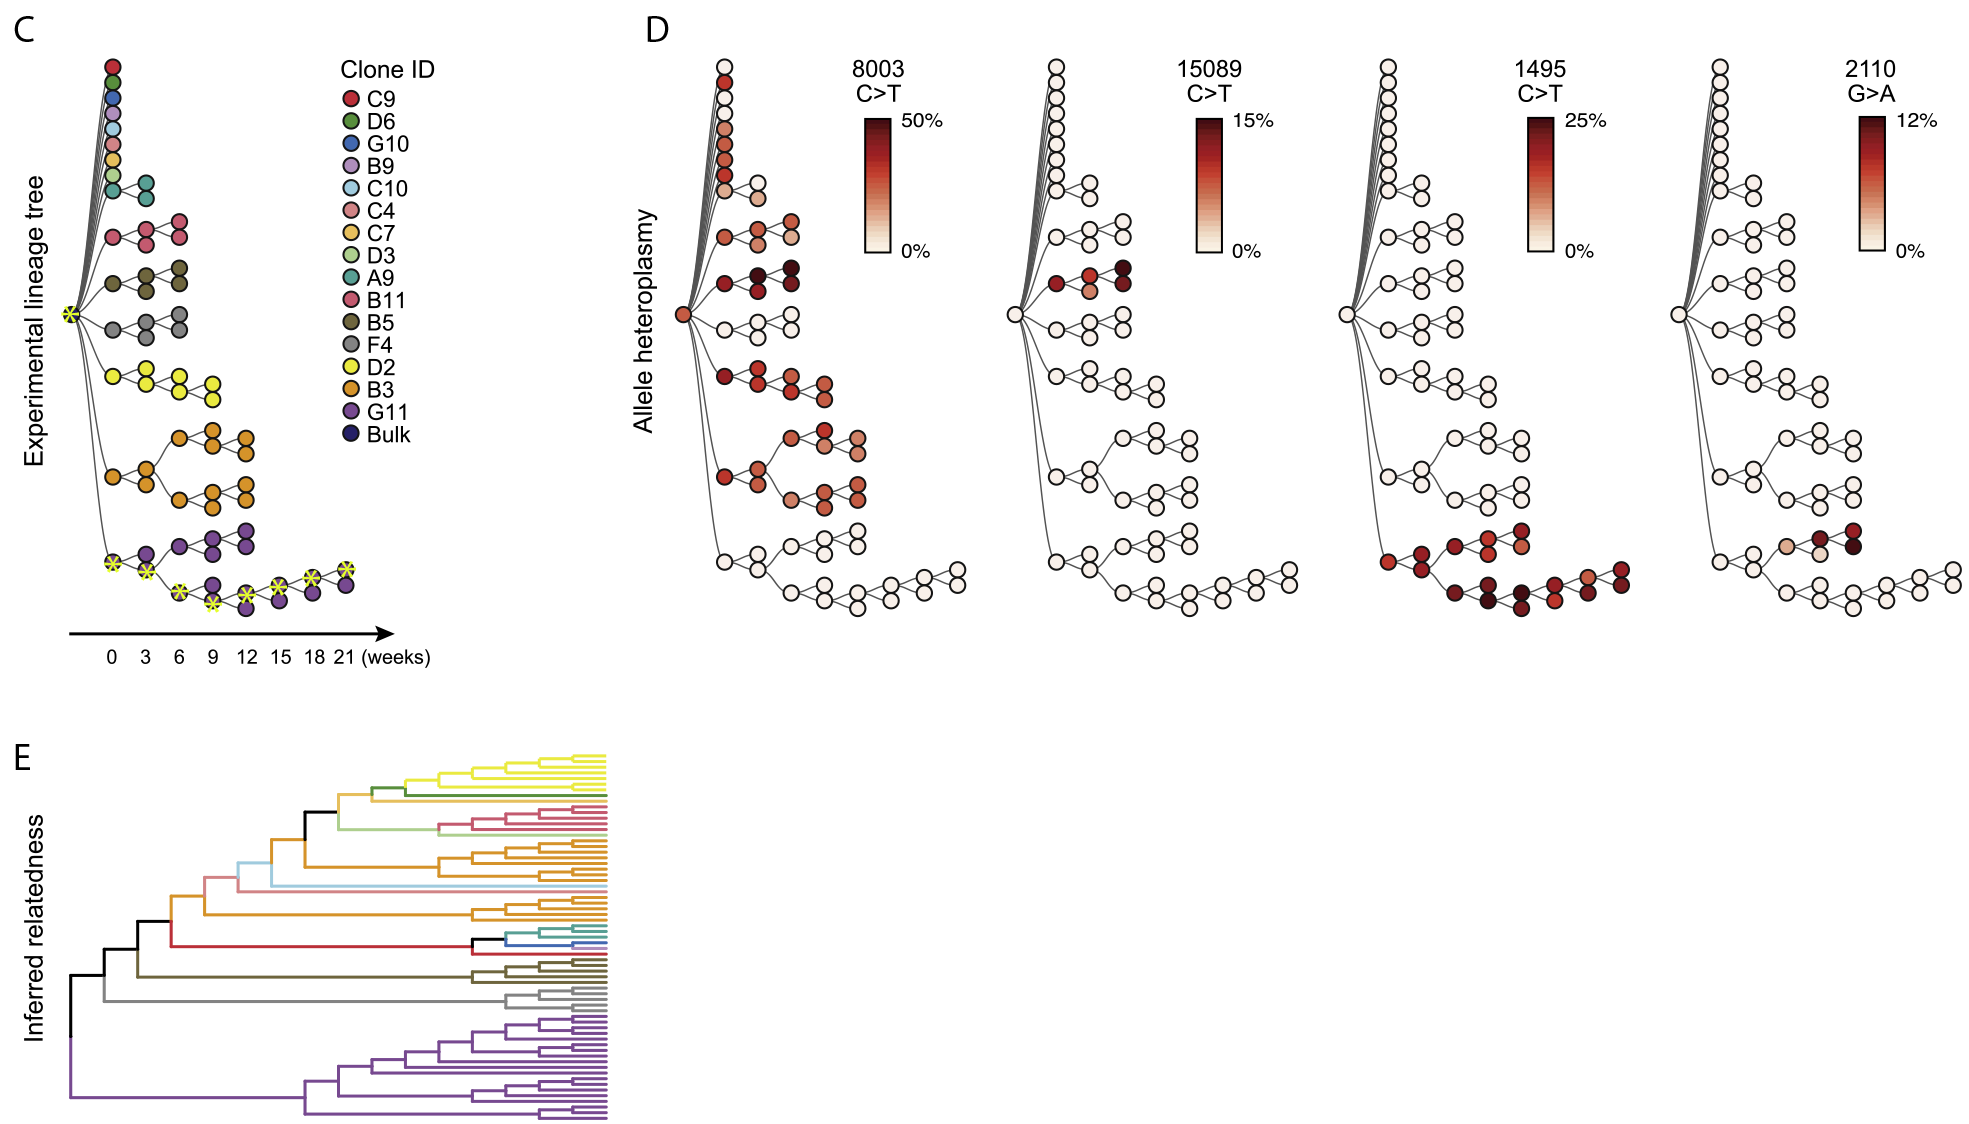 C
Experimental lineage tree
Clone ID
C9
D6
G10
B9
C10
C4
C7
D3
A9
B11
B5
F4
D2
B3
G11
Bulk
0 3 6 9 12 15 18 21 (weeks)
D
Allele heteroplasmy
8003
C>T
50%
0%
15089
C>T
15%
0%
1495
C>T
25%
0%
2110
G>A
12%
0%
E
Inferred relatedness